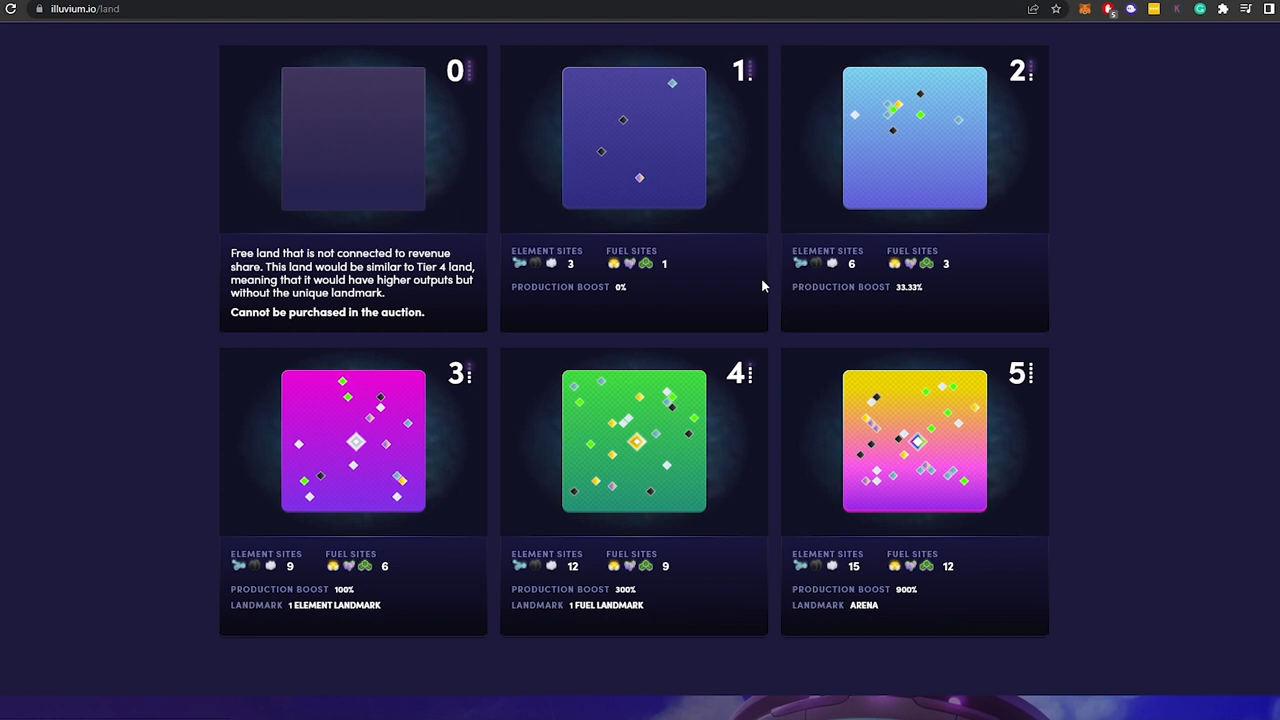 illuvium.io/land
5
K
0
1
2
Free land that is not connected to revenue
share. This land would be similar to Tier 4 land,
meaning that it would have higher outputs but
without the unique landmark.
Cannot be purchased in the auction.
ELEMENT SITES FUEL SITES
3 1
PRODUCTION BOOST 0%
ELEMENT SITES FUEL SITES
6 3
PRODUCTION BOOST 33.33%
3
4
5
ELEMENT SITES FUEL SITES
9 6
PRODUCTION BOOST 100%
LANDMARK 1 ELEMENT LANDMARK
ELEMENT SITES FUEL SITES
12 9
PRODUCTION BOOST 300%
LANDMARK 1 FUEL LANDMARK
ELEMENT SITES FUEL SITES
15 12
PRODUCTION BOOST 900%
LANDMARK ARENA